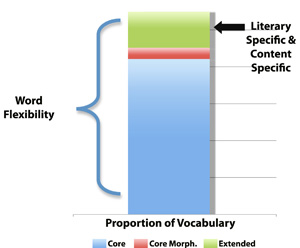 Literary
Specific &
Content
Specific
Word
Flexibility
Proportion of Vocabulary
Core
Core Morph.
Extended